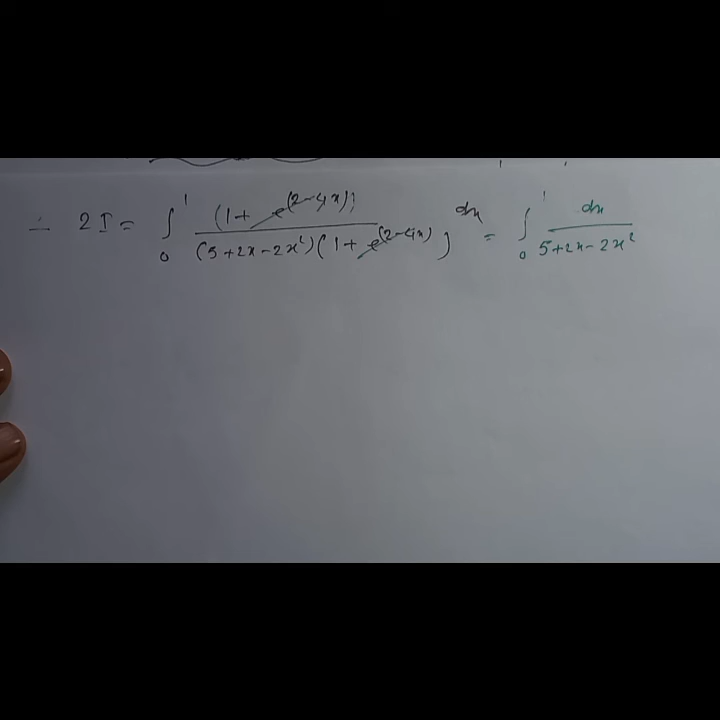 ∴ 2I = ∫₀¹ (1+e^(2-4x)) / (5+2x-2x²)(1+e^(2-4x)) dx = ∫₀¹ dx / 5+2x-2x²